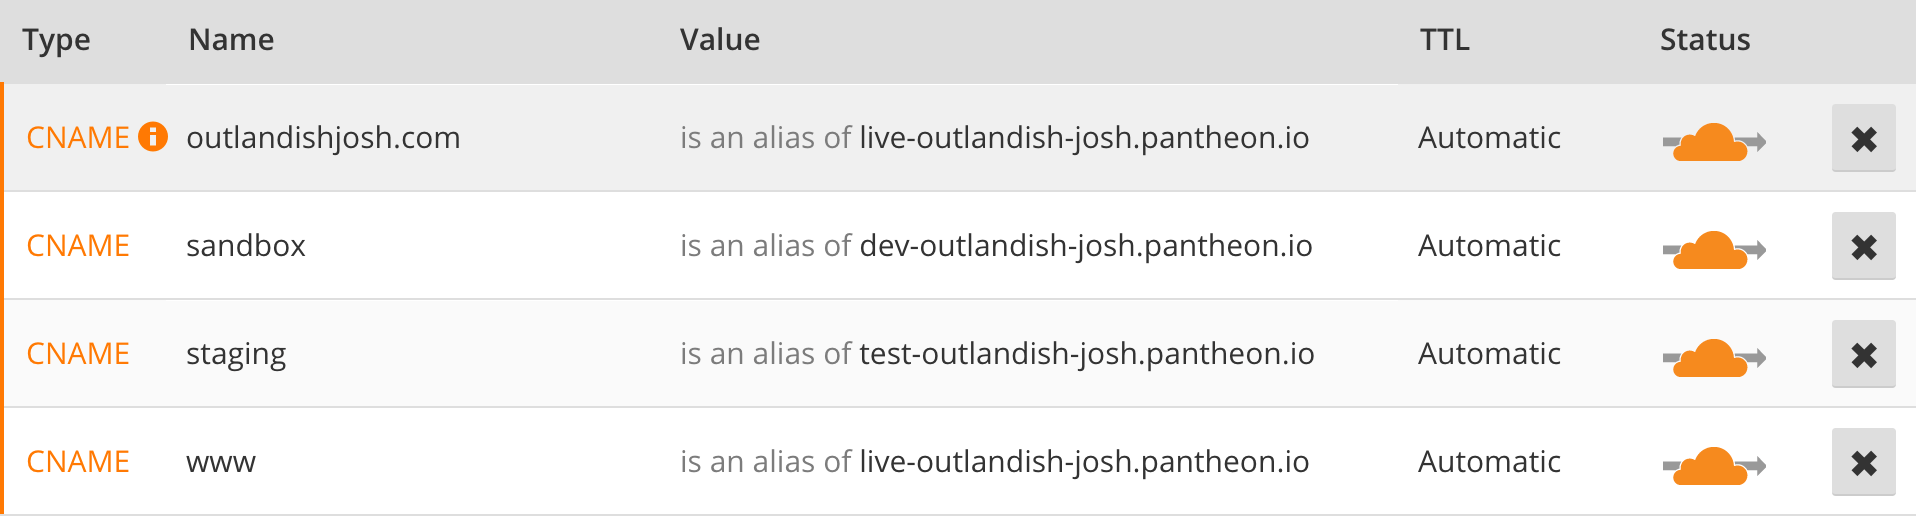 Type Name Value TTL Status
CNAME outlandishjosh.com is an alias of live-outlandish-josh.pantheon.io Automatic
CNAME sandbox is an alias of dev-outlandish-josh.pantheon.io Automatic
CNAME staging is an alias of test-outlandish-josh.pantheon.io Automatic
CNAME www is an alias of live-outlandish-josh.pantheon.io Automatic